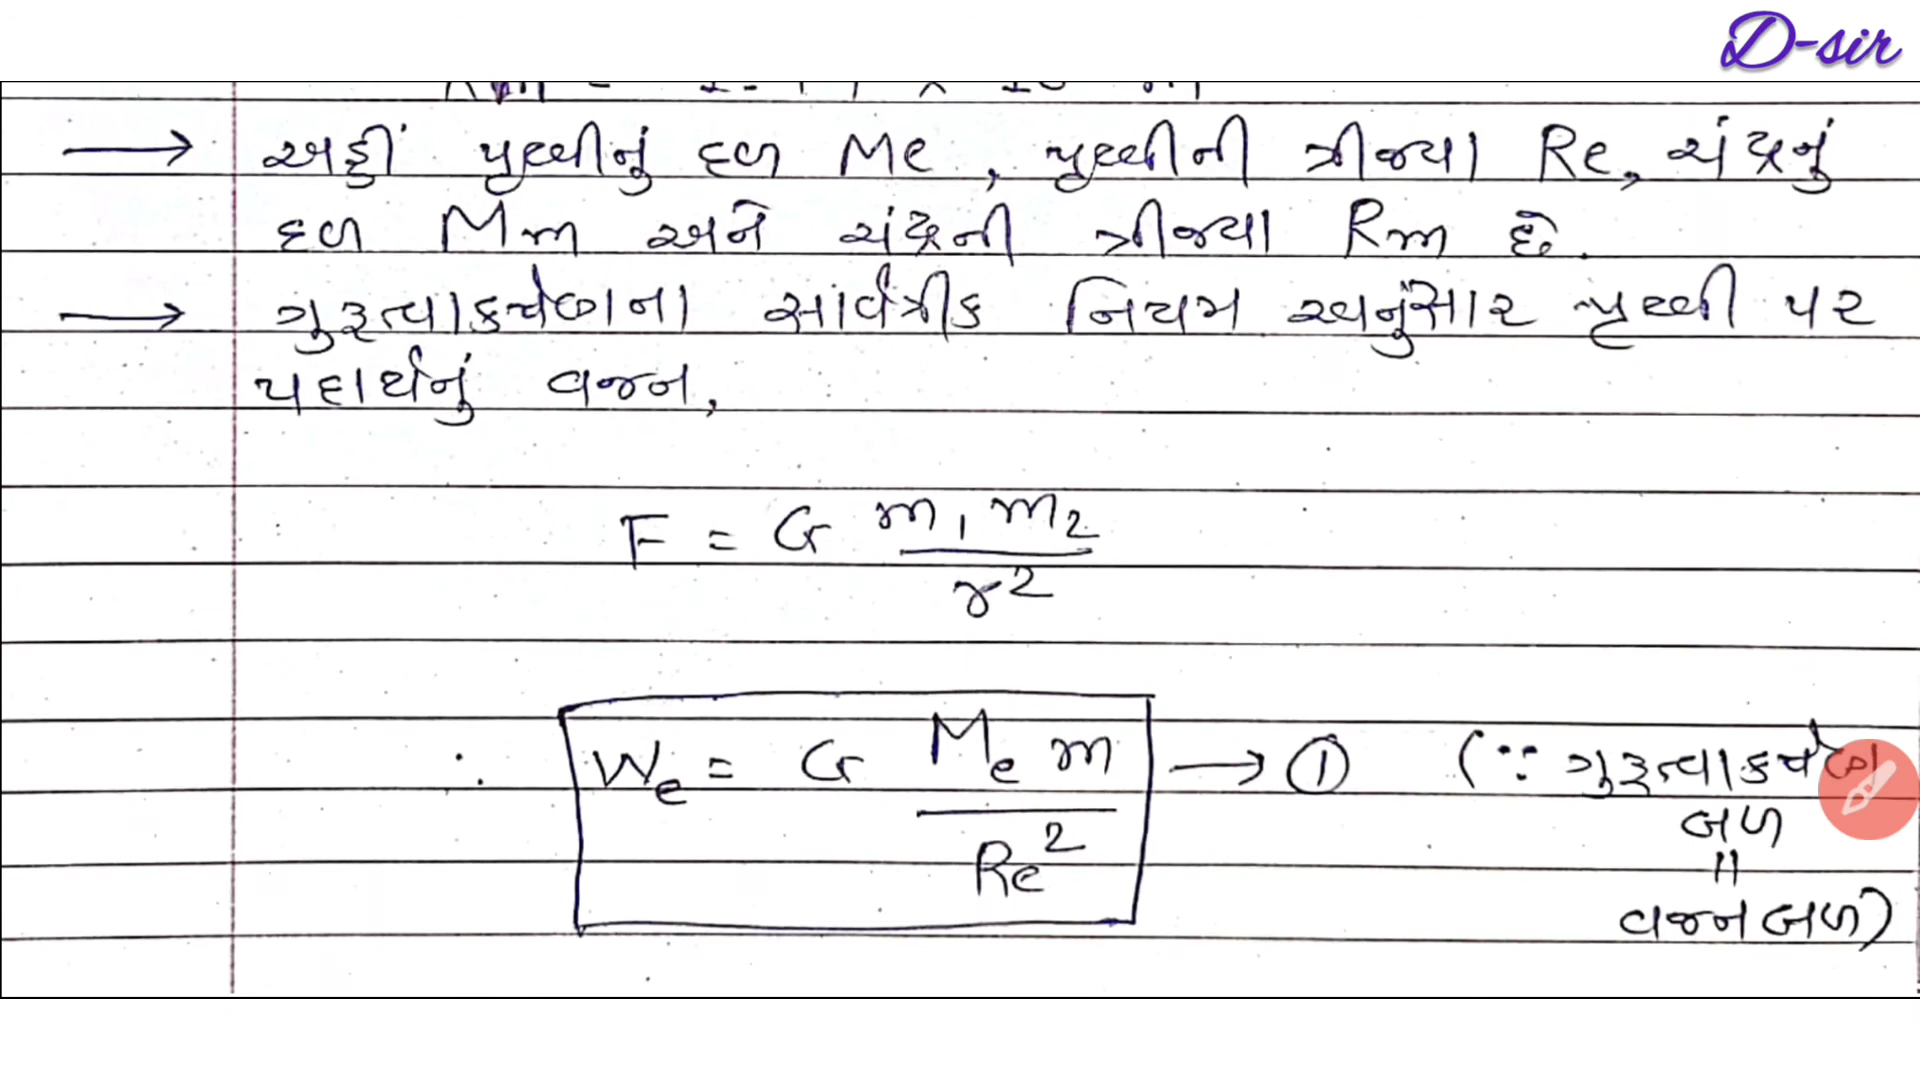 D-sir
→ અહીં પૃથ્વીનું દળ Me, પૃથ્વીની ત્રીજ્યા Re, ચંદ્રનું
દળ Mm અને ચંદ્રની ત્રીજ્યા Rm છે.
→ ગુરૂત્વાકર્ષણના સાર્વત્રીક નિયમ અનુંસાર પૃથ્વી પર
પદાર્થનું વજન,
F = G m₁ m₂ / r²
∴ We = G Me m / Re² → ① (∵ ગુરૂત્વાકર્ષણ
બળ
=
વજન બળ)